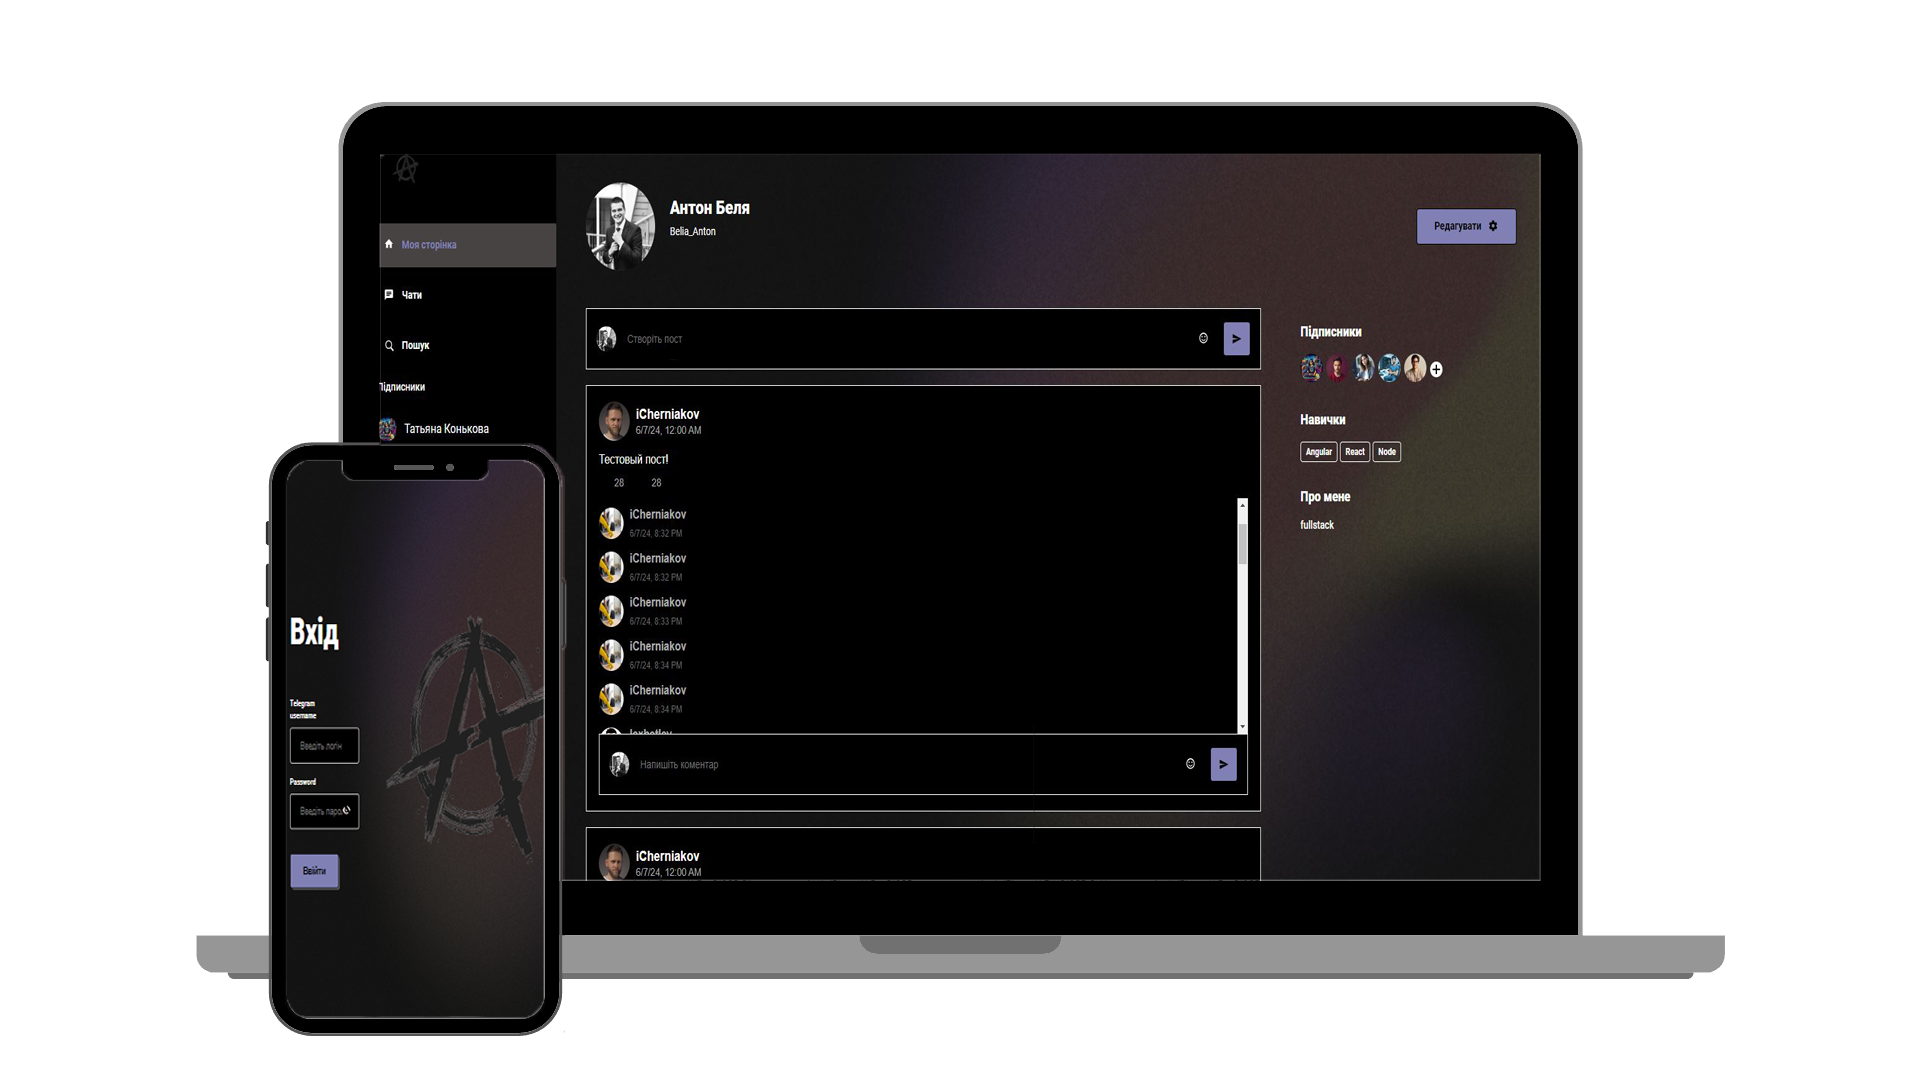 Моя сторінка
Чати
Пошук
Підписники
Татьяна Конькова
Антон Беля
Belia_Anton
Редагувати
Створіть пост
iCherniakov
6/7/24, 12:00 AM
Тестовый пост!
28 28
iCherniakov
6/7/24, 8:32 PM
iCherniakov
6/7/24, 8:32 PM
iCherniakov
6/7/24, 8:33 PM
iCherniakov
6/7/24, 8:34 PM
iCherniakov
6/7/24, 8:34 PM
Напишіть коментар
iCherniakov
6/7/24, 12:00 AM
Підписники
Навички
Angular React Node
Про мене
fullstack
Вхід
Telegram
username
Введіть логін
Password
Введіть паро
Ввійти